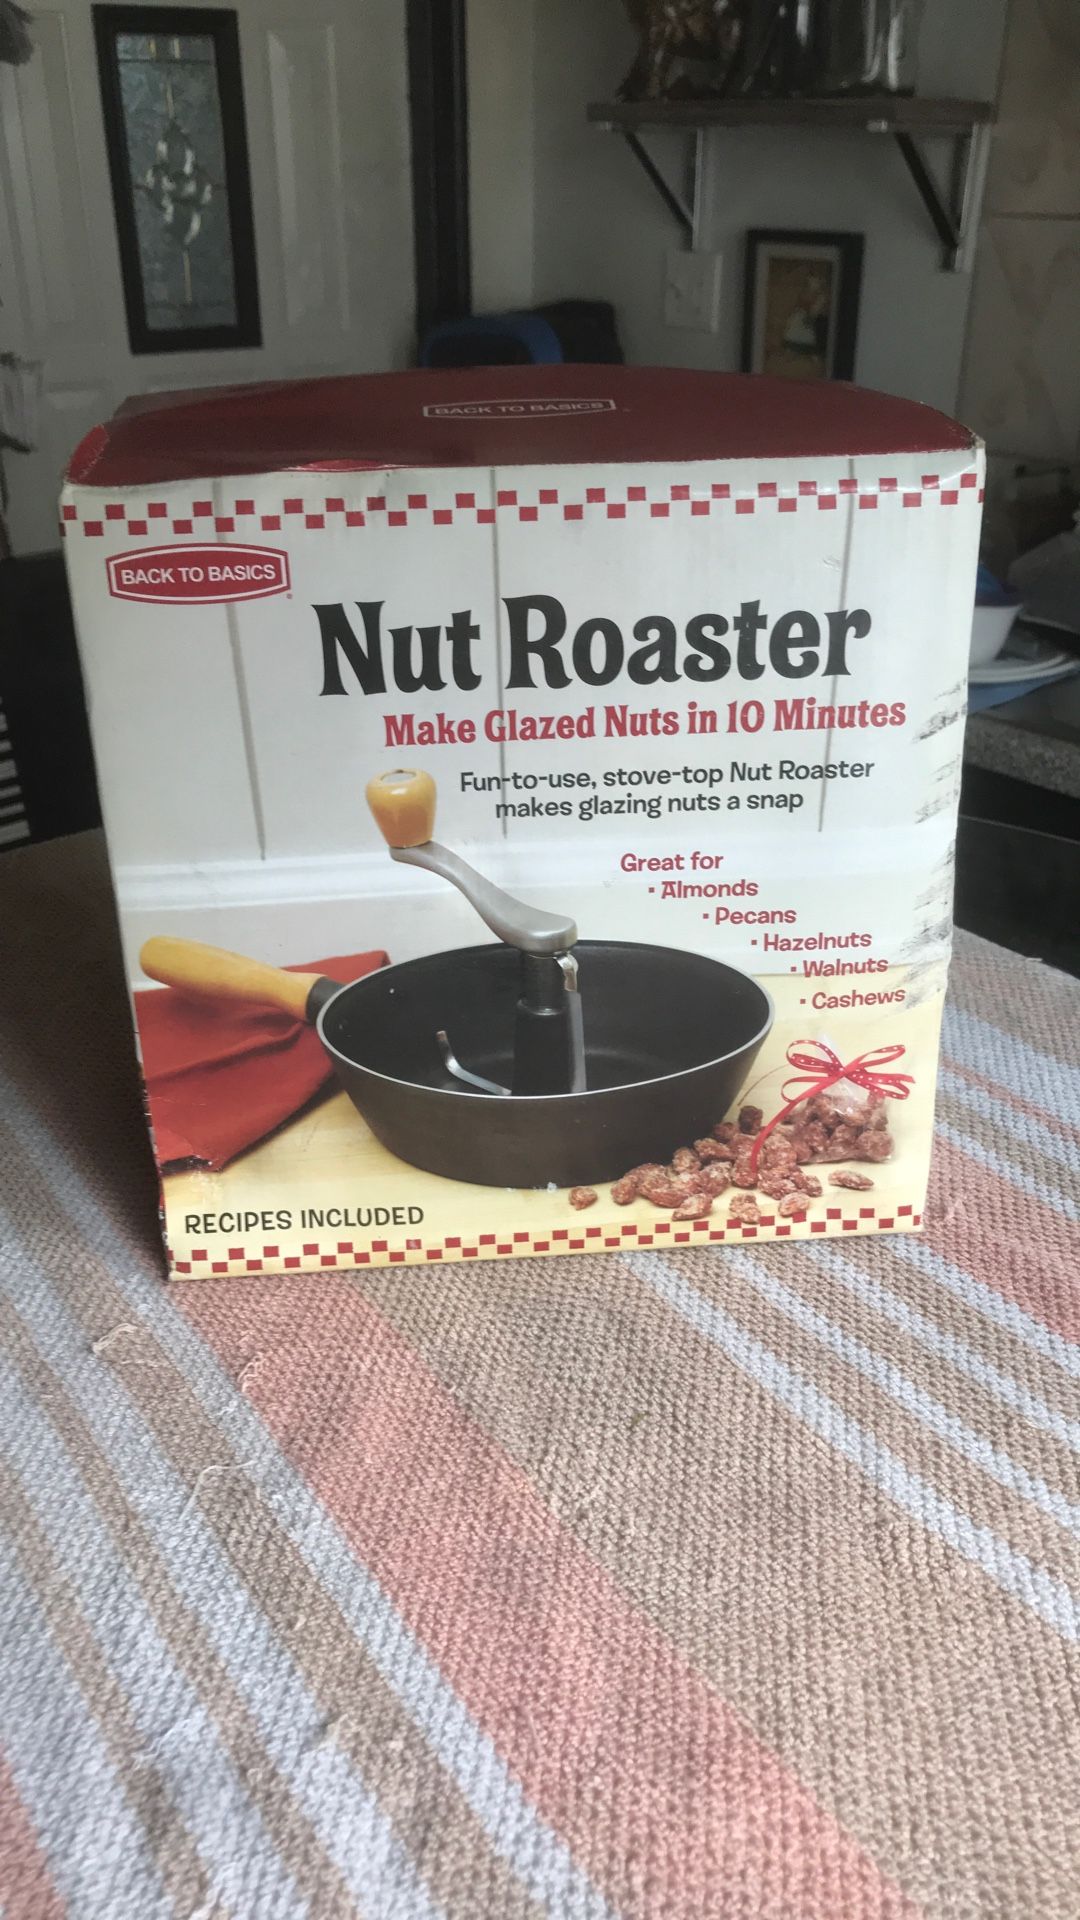 BACK TO BASICS
BACK TO BASICS
Nut Roaster
Make Glazed Nuts in 10 Minutes
Fun-to-use, stove-top Nut Roaster
makes glazing nuts a snap
Great for
· Almonds
· Pecans
· Hazelnuts
· Walnuts
· Cashews
RECIPES INCLUDED